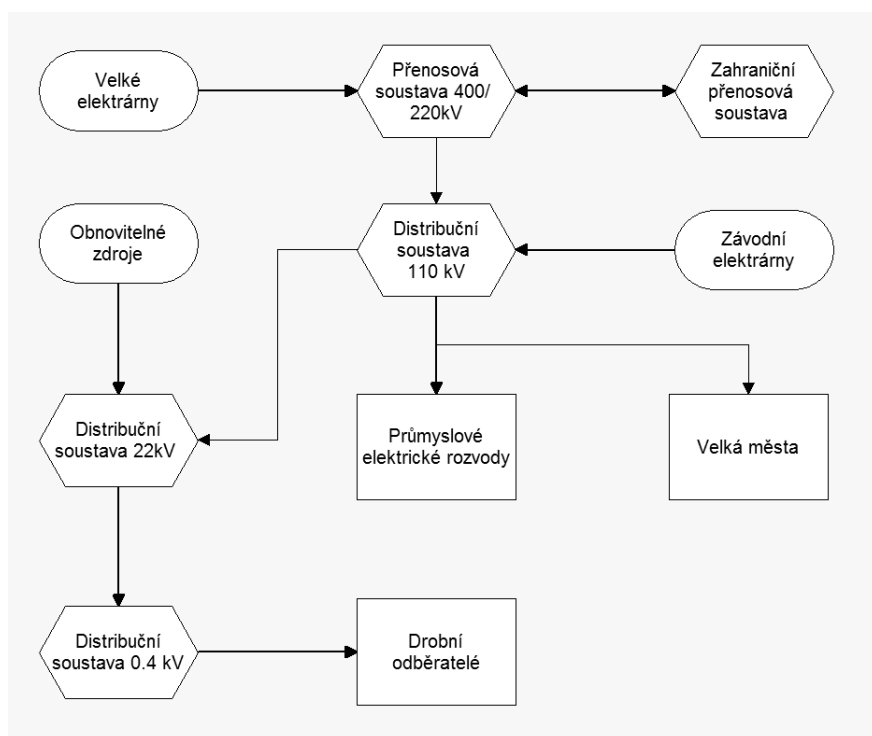 Velké
elektrárny
Přenosová
soustava 400/
220kV
Zahraniční
přenosová
soustava
Obnovitelné
zdroje
Distribuční
soustava
110 kV
Závodní
elektrárny
Distribuční
soustava 22kV
Průmyslové
elektrické rozvody
Velká města
Distribuční
soustava 0.4 kV
Drobní
odběratelé